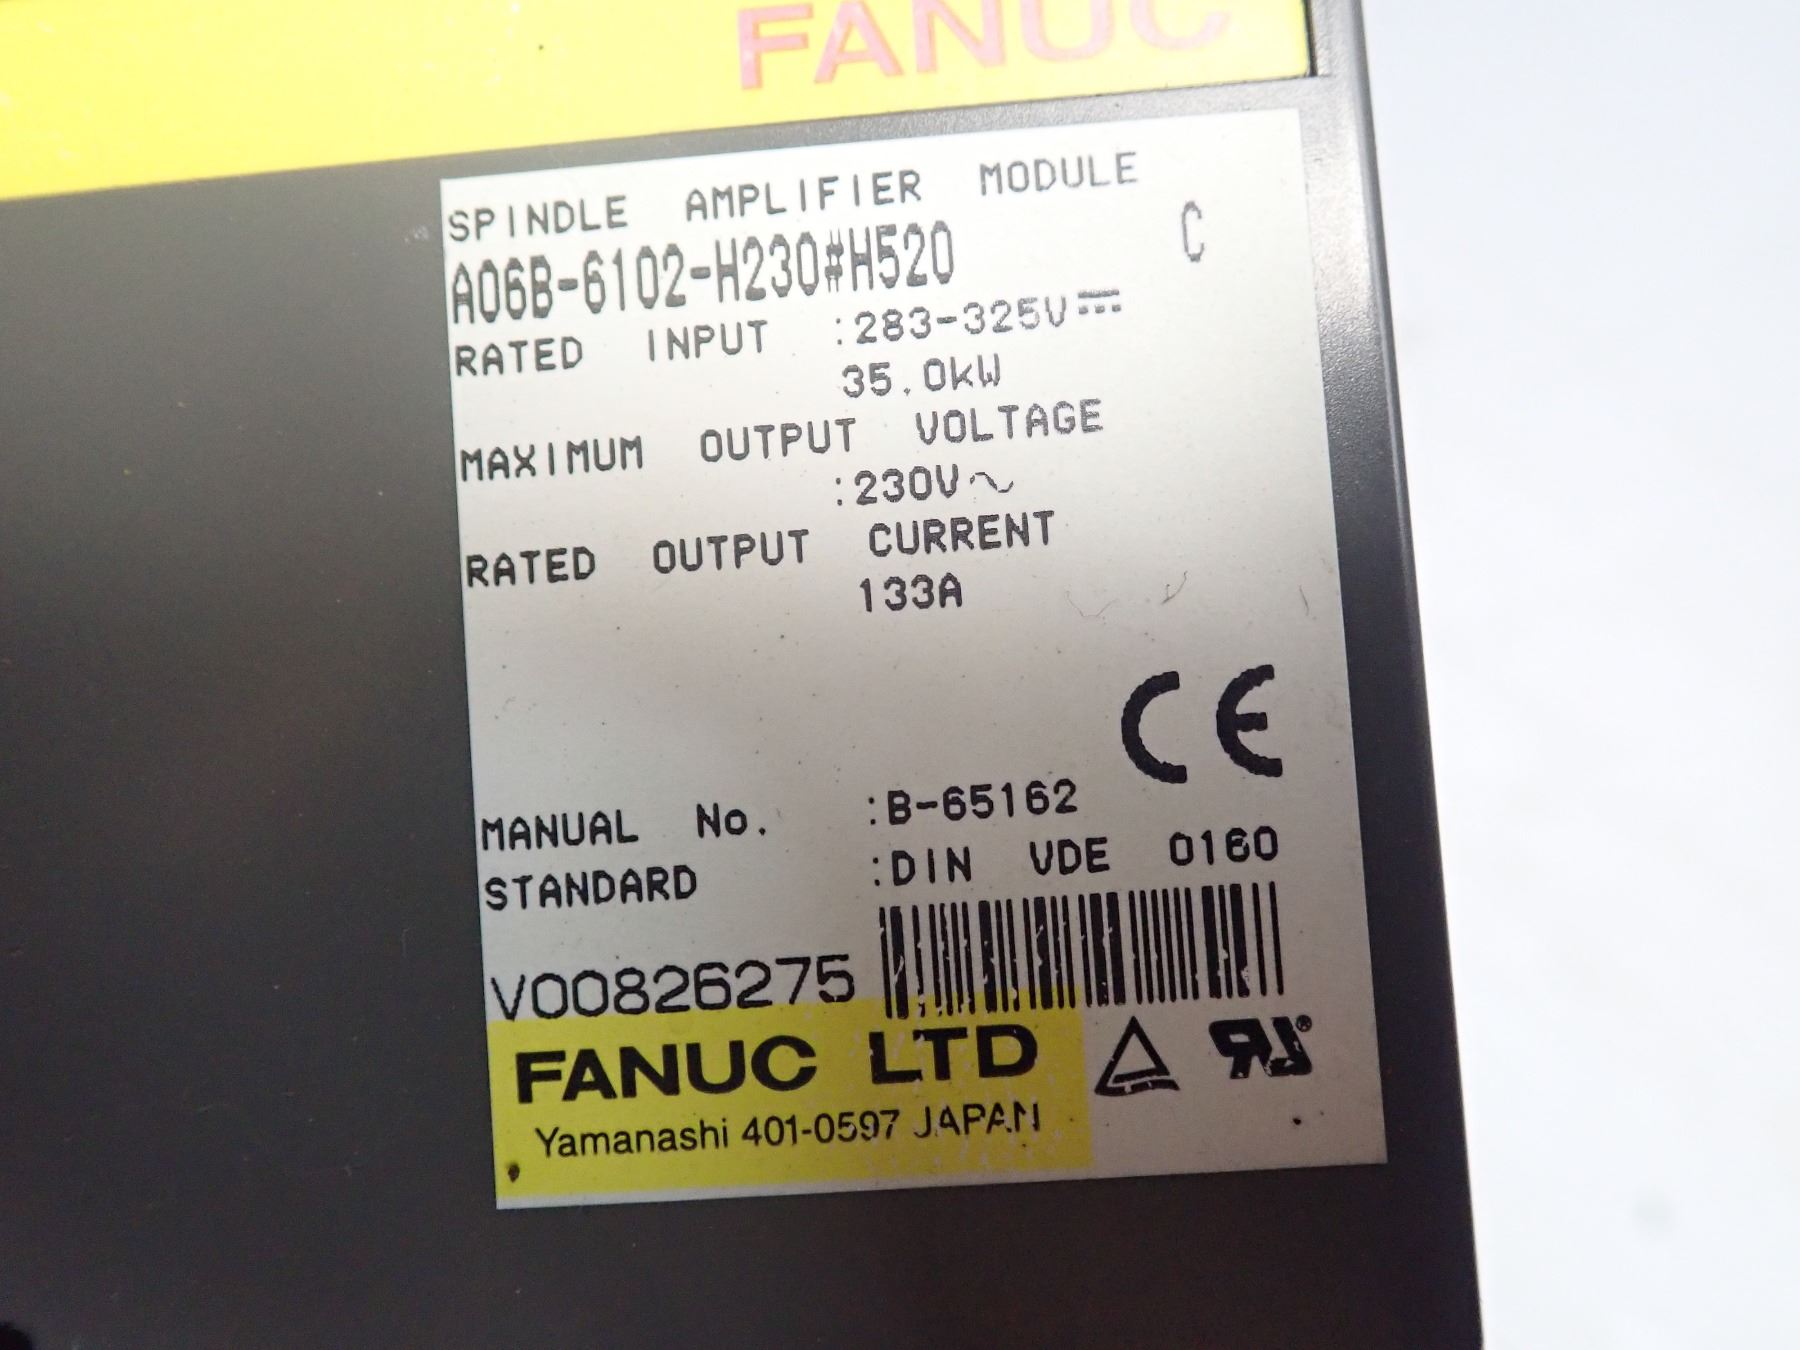 FANUC
SPINDLE AMPLIFIER MODULE
A06B-6102-H230#H520 C
RATED INPUT :283-325V⎓
35.0kW
MAXIMUM OUTPUT VOLTAGE
:230V∿
RATED OUTPUT CURRENT
133A
CE
MANUAL No. :B-65162
STANDARD :DIN VDE 0160
V00826275
FANUC LTD
Yamanashi 401-0597 JAPAN